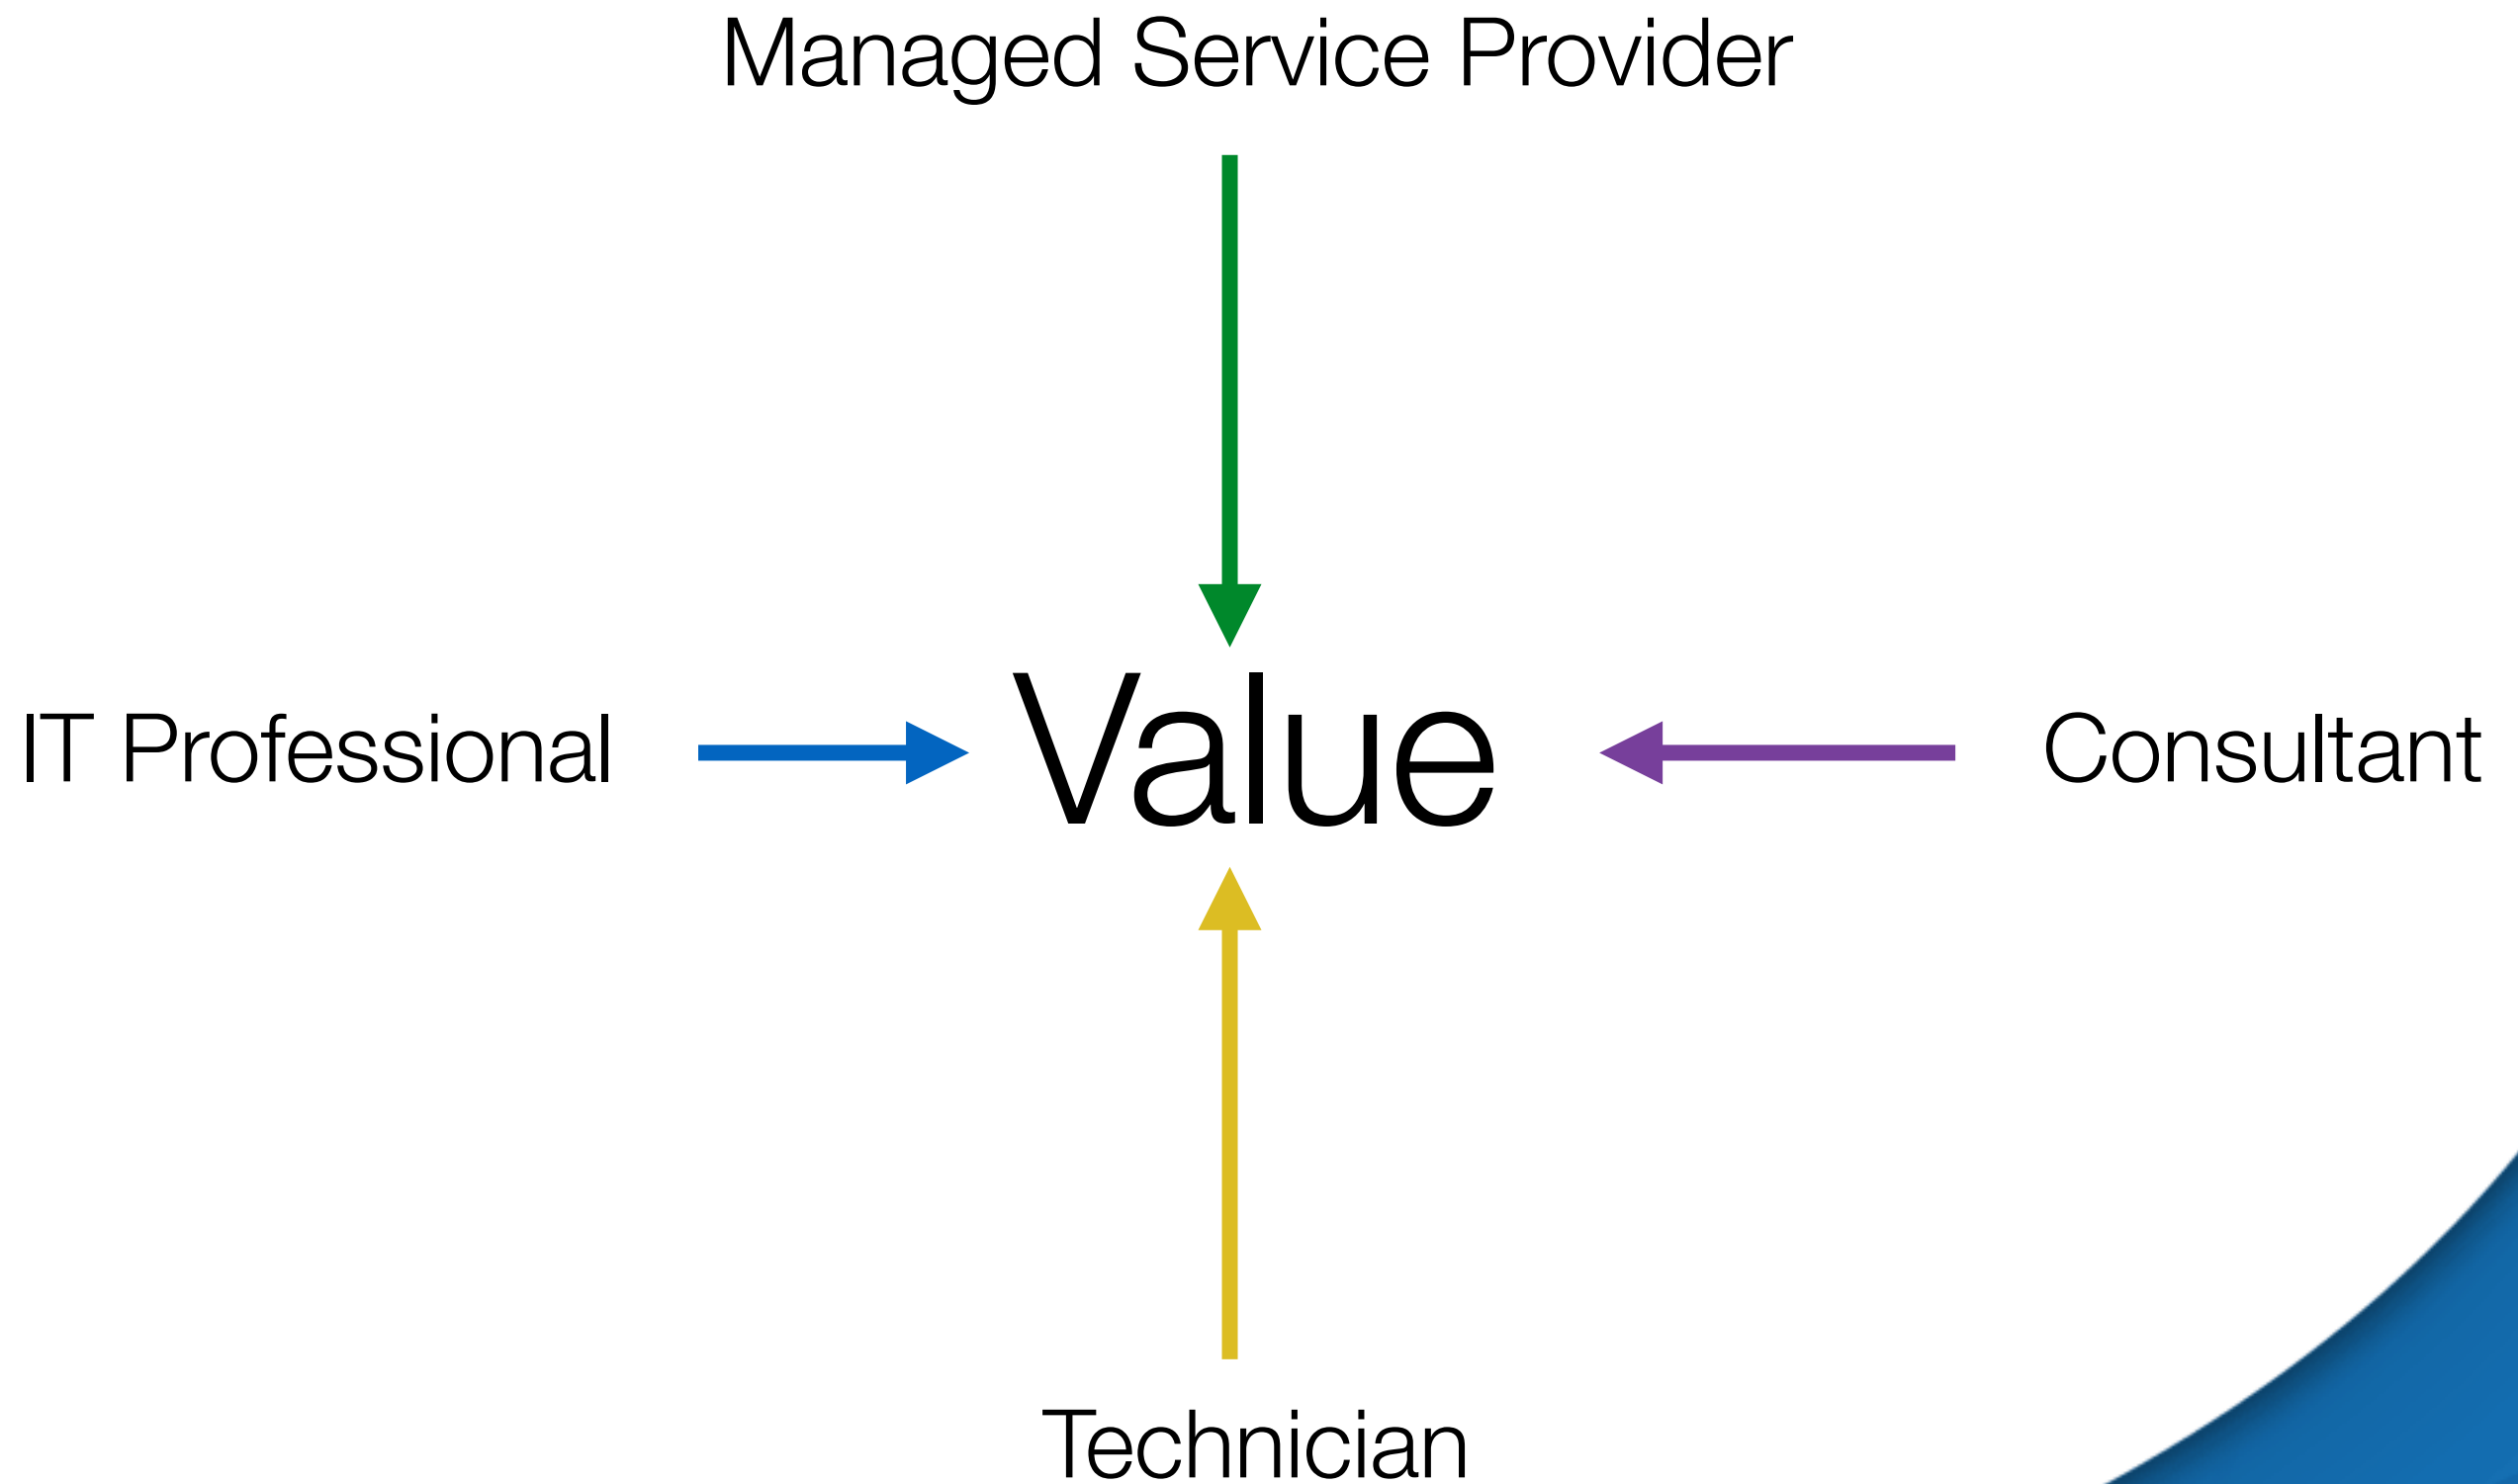 Managed Service Provider
IT Professional
Value
Consultant
Technician